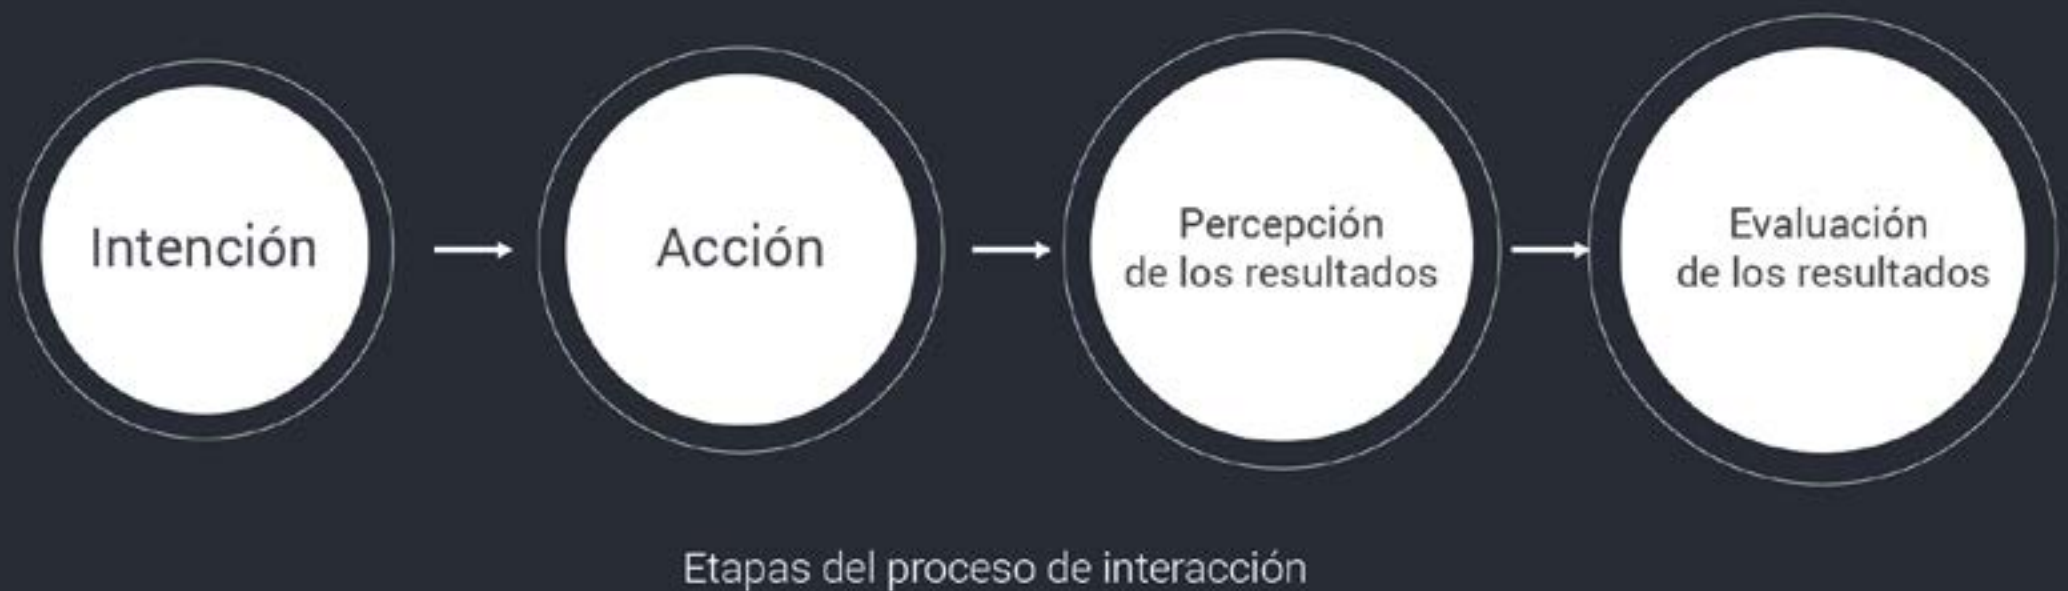 Intención
Acción
Percepción
de los resultados
Evaluación
de los resultados
Etapas del proceso de interacción